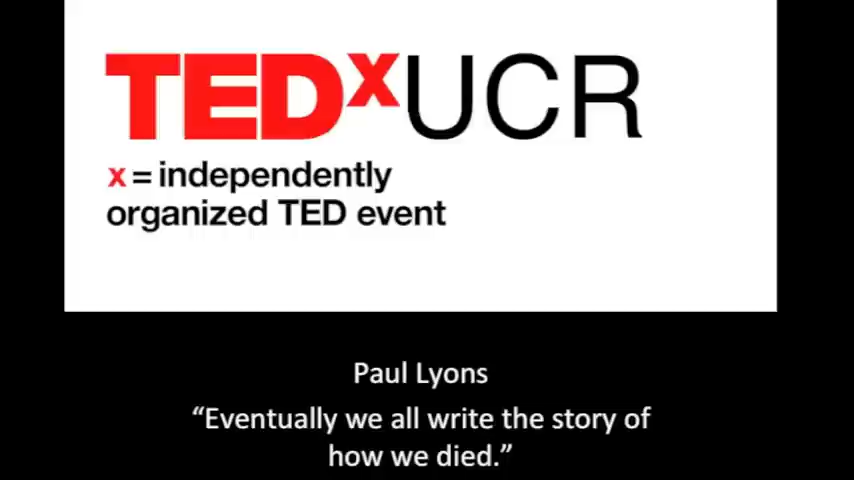 TEDxUCR
x = independently
organized TED event
Paul Lyons
“Eventually we all write the story of
how we died.”